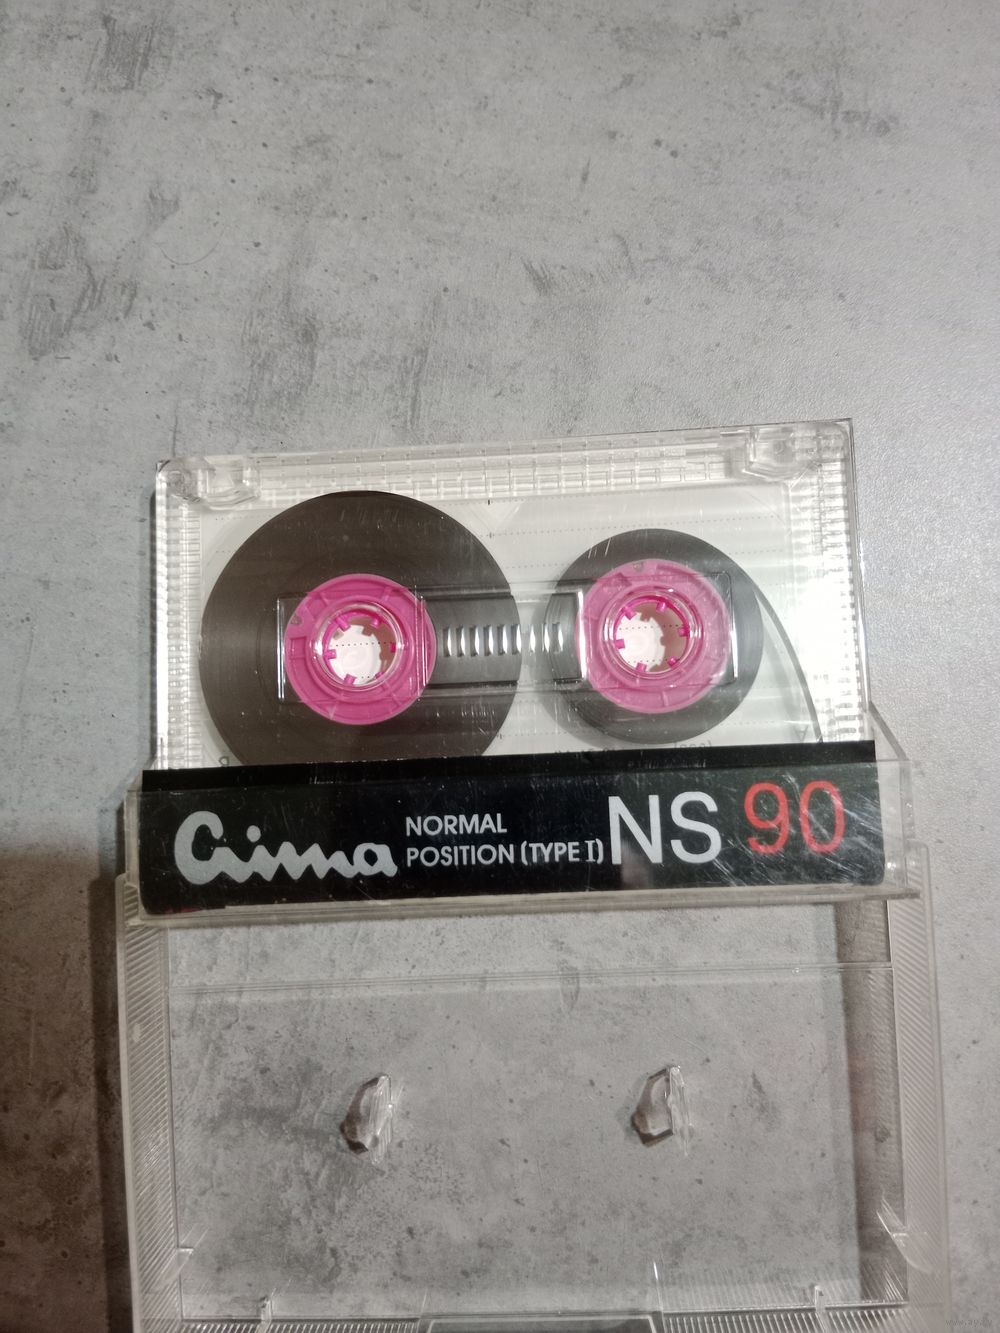 Cima
NORMAL
POSITION (TYPE I)
NS 90